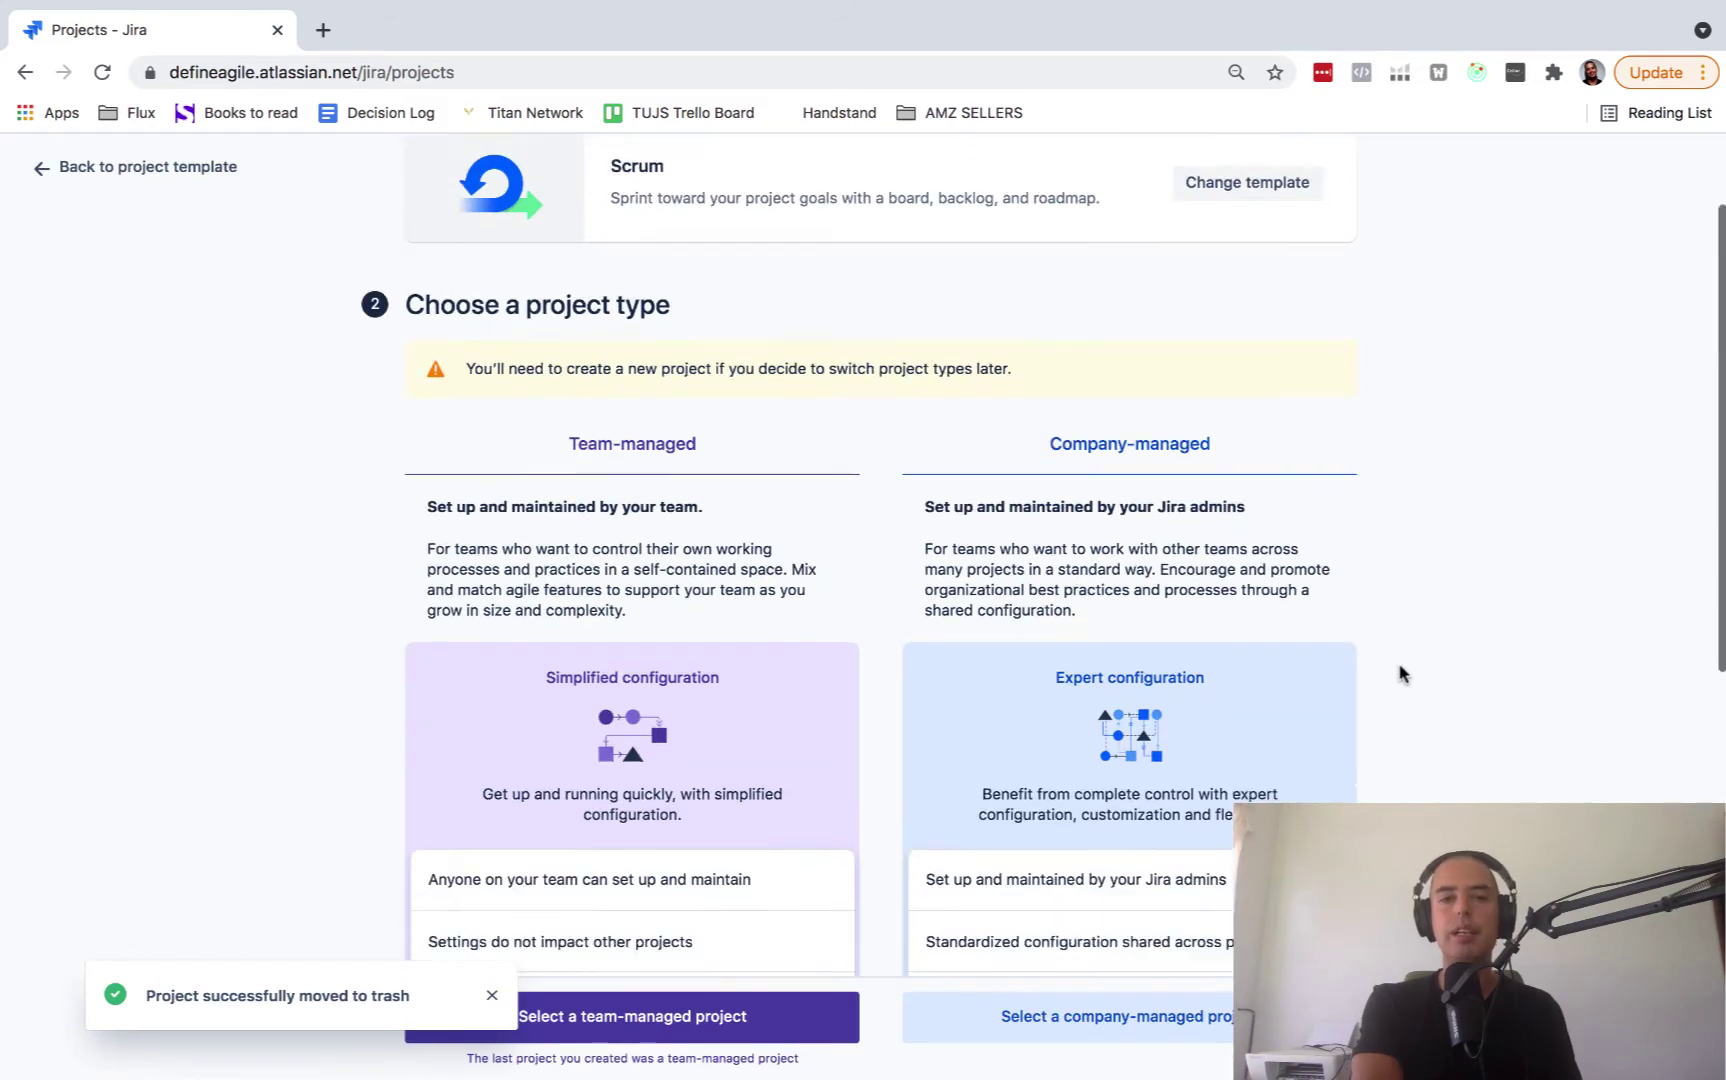 Projects - Jira
defineagile.atlassian.net/jira/projects
Update
Apps
Flux
Books to read
Decision Log
Titan Network
TUJS Trello Board
Handstand
AMZ SELLERS
Reading List
Back to project template
Scrum
Sprint toward your project goals with a board, backlog, and roadmap.
Change template
2
Choose a project type
You'll need to create a new project if you decide to switch project types later.
Team-managed
Set up and maintained by your team.
For teams who want to control their own working
processes and practices in a self-contained space. Mix
and match agile features to support your team as you
grow in size and complexity.
Simplified configuration
Get up and running quickly, with simplified
configuration.
Anyone on your team can set up and maintain
Settings do not impact other projects
Select a team-managed project
The last project you created was a team-managed project
Company-managed
Set up and maintained by your Jira admins
For teams who want to work with other teams across
many projects in a standard way. Encourage and promote
organizational best practices and processes through a
shared configuration.
Expert configuration
Benefit from complete control with expert
configuration, customization and fle
Set up and maintained by your Jira admins
Standardized configuration shared across p
Select a company-managed proj
Project successfully moved to trash